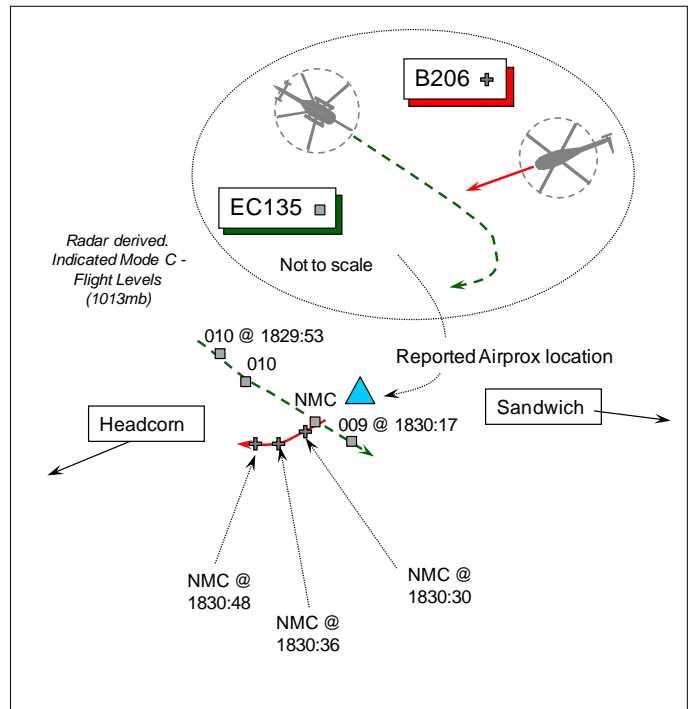 B206
EC135
Radar derived.
Indicated Mode C -
Flight Levels
(1013mb)
Not to scale
010 @ 1829:53
010
Reported Airprox location
NMC
009 @ 1830:17
Headcorn
Sandwich
NMC @
1830:48
NMC @
1830:36
NMC @
1830:30